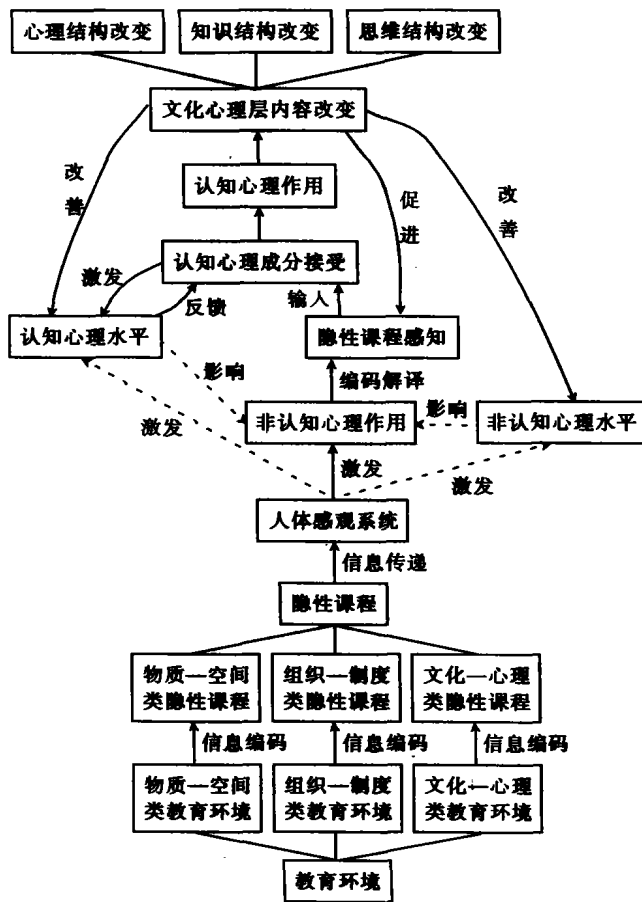 心理结构改变 知识结构改变 思维结构改变
文化心理层内容改变
改善
促进
改善
认知心理作用
认知心理成分接受
激发
反馈
输入
认知心理水平
隐性课程感知
影响
编码解译
非认知心理作用
影响
非认知心理水平
激发
激发
激发
人体感观系统
信息传递
隐性课程
物质—空间 组织—制度 文化—心理
类隐性课程 类隐性课程 类隐性课程
信息编码 信息编码 信息编码
物质—空间 组织—制度 文化—心理
类教育环境 类教育环境 类教育环境
教育环境